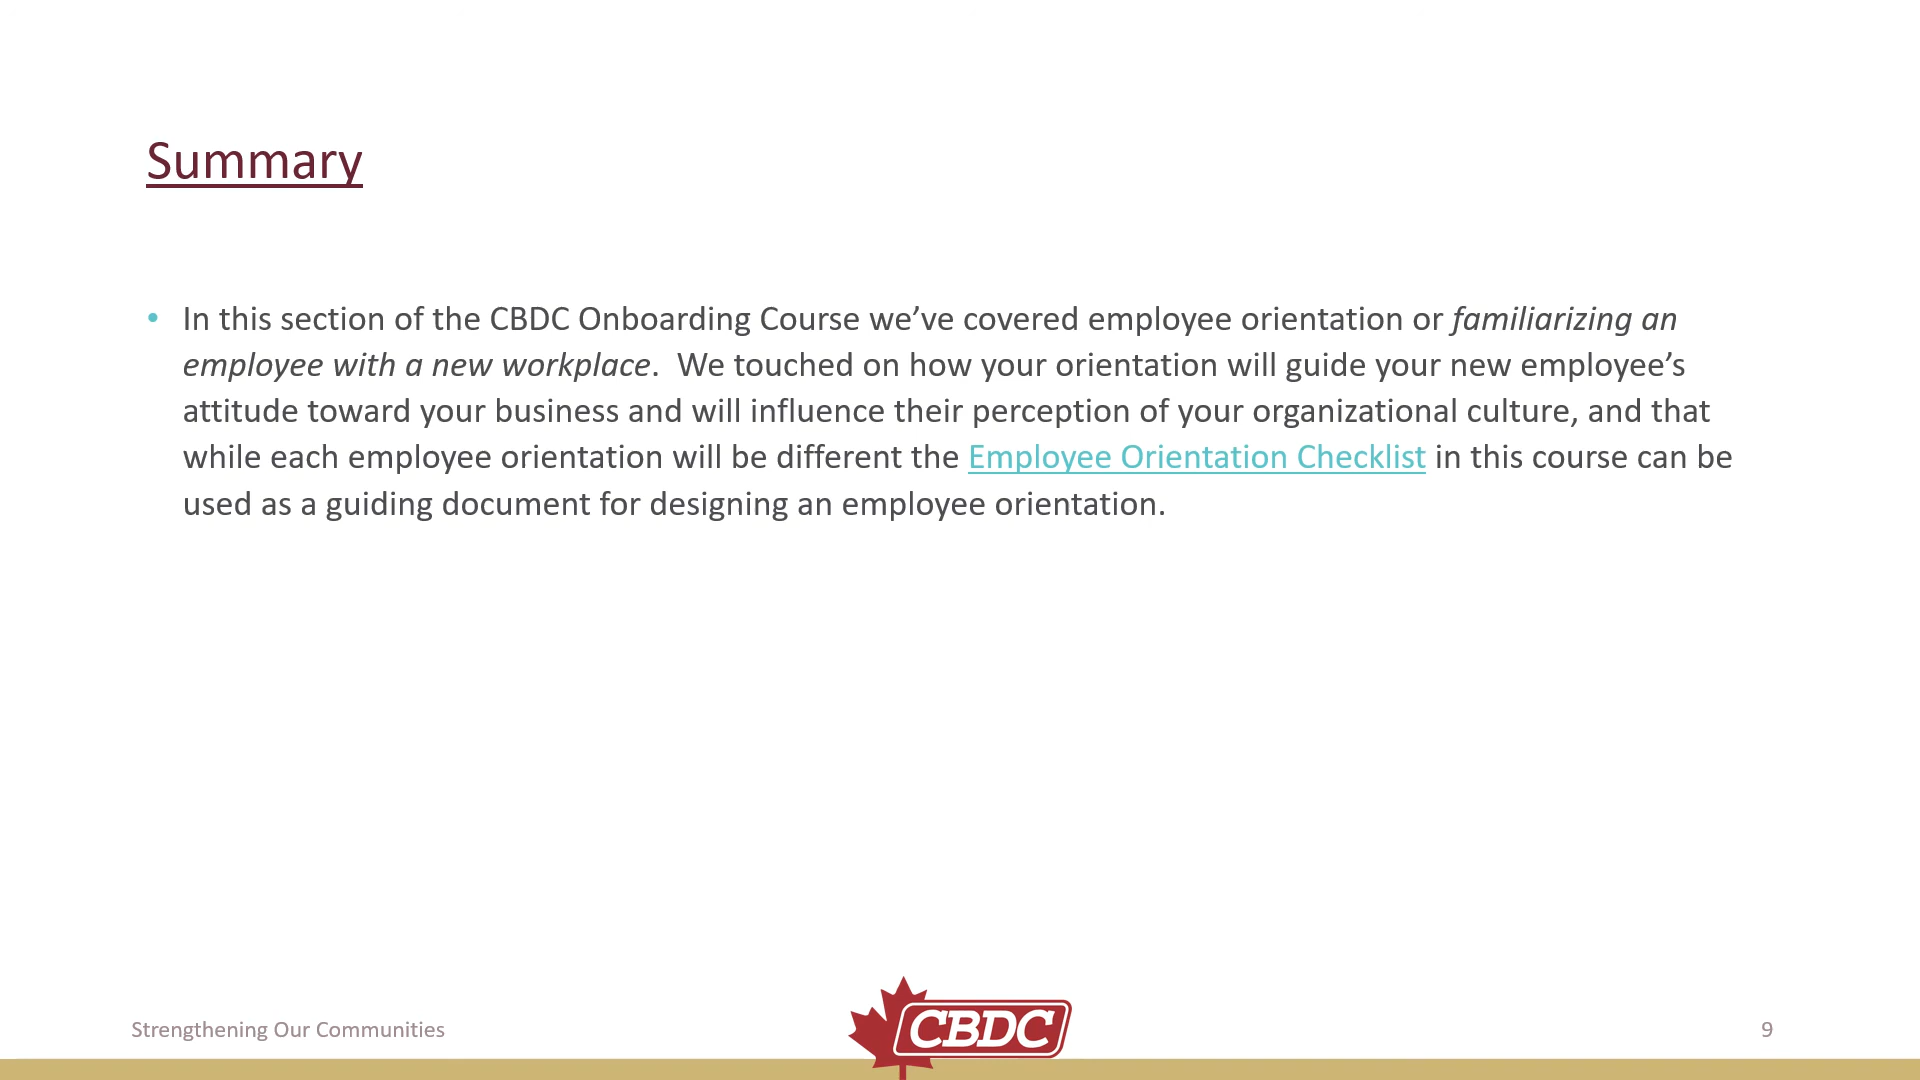 Summary
• In this section of the CBDC Onboarding Course we’ve covered employee orientation or familiarizing an
employee with a new workplace.  We touched on how your orientation will guide your new employee’s
attitude toward your business and will influence their perception of your organizational culture, and that
while each employee orientation will be different the Employee Orientation Checklist in this course can be
used as a guiding document for designing an employee orientation.
Strengthening Our Communities
CBDC
9